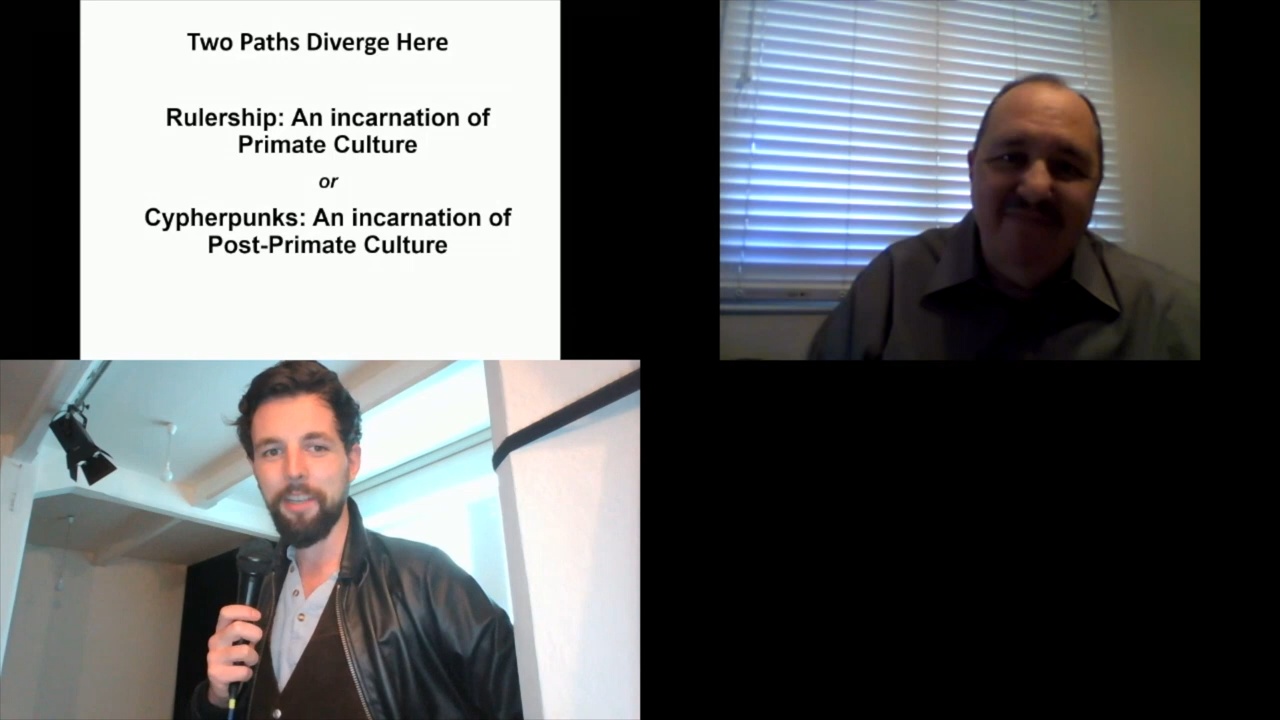 Two Paths Diverge Here
Rulership: An incarnation of
Primate Culture
or
Cypherpunks: An incarnation of
Post-Primate Culture